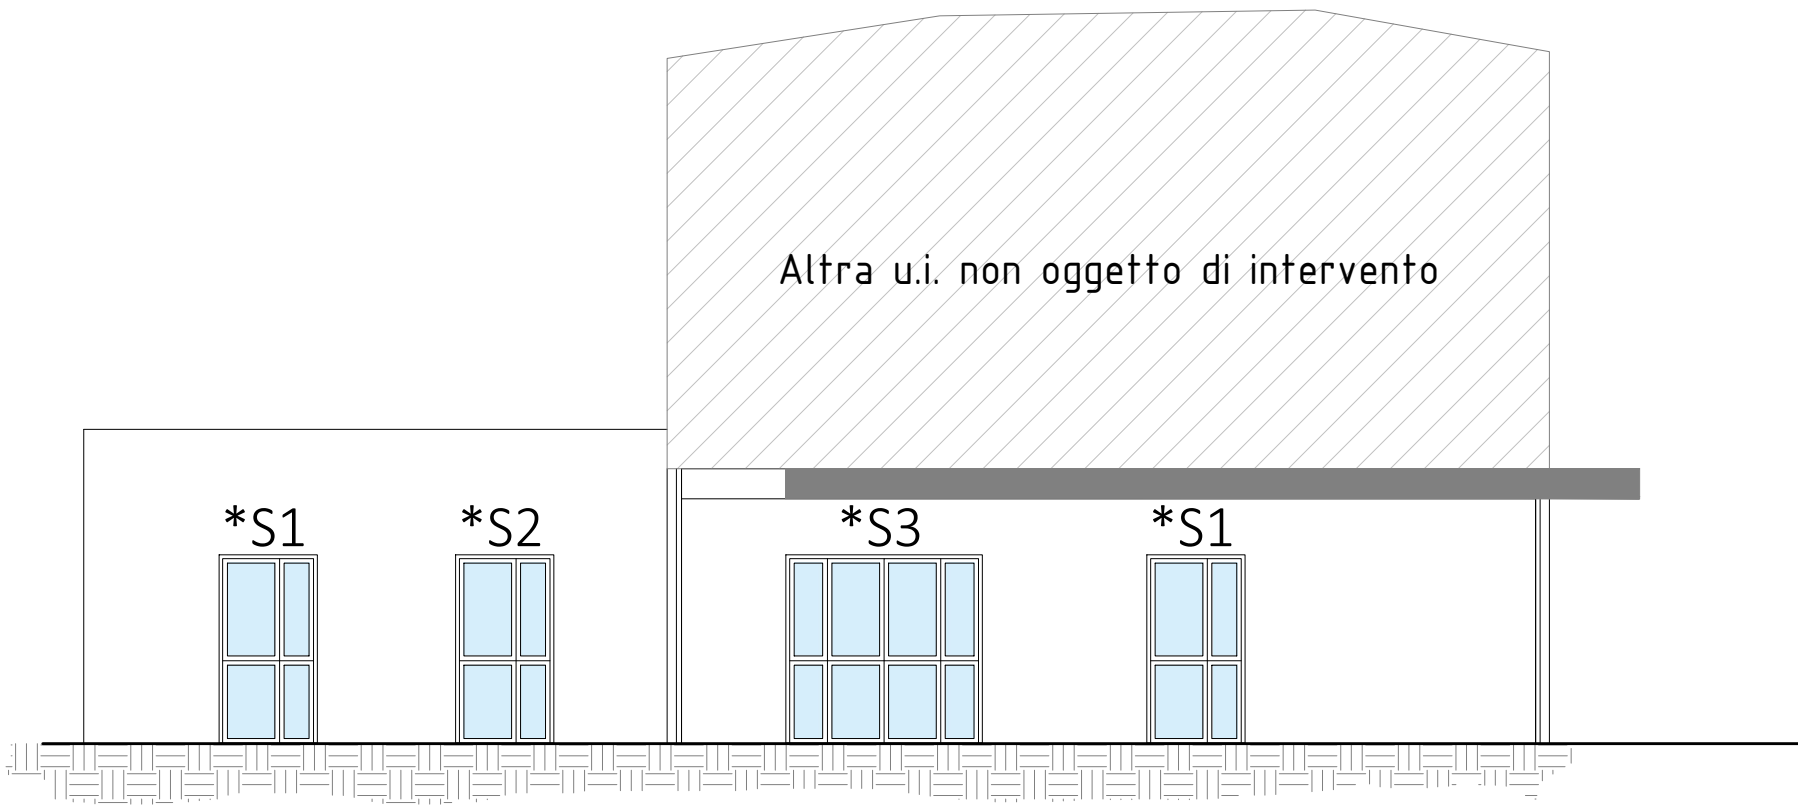 Altra u.i. non oggetto di intervento
*S1 *S2 *S3 *S1